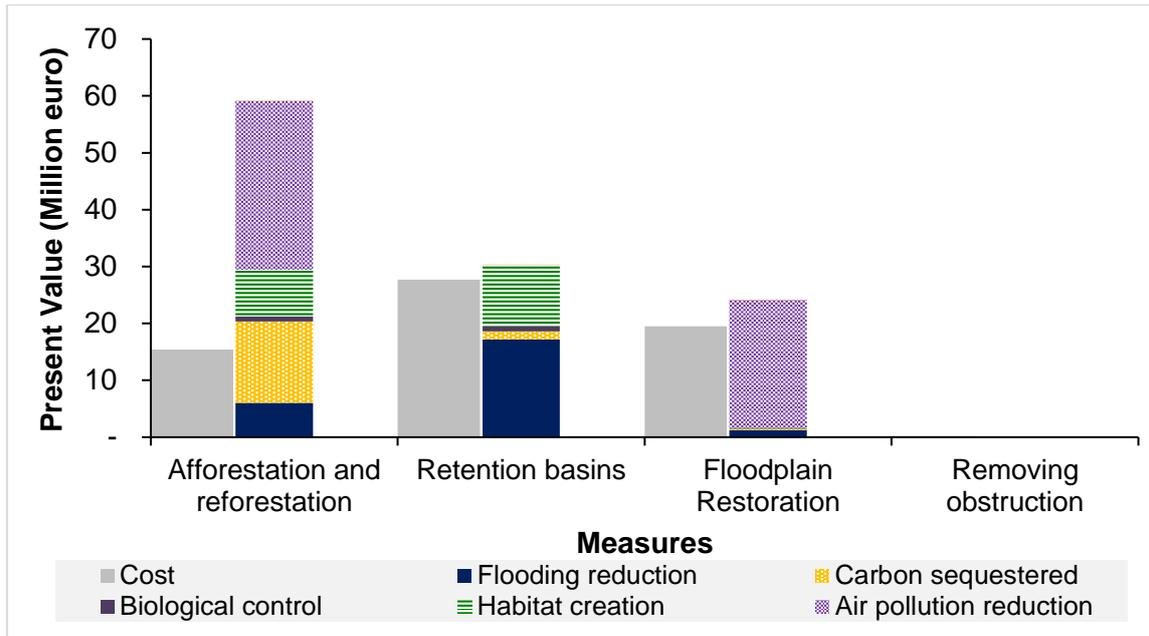 Present Value (Million euro)
70
60
50
40
30
20
10
-
Afforestation and
reforestation
Retention basins
Floodplain
Restoration
Removing
obstruction
Measures
Cost
Flooding reduction
Carbon sequestered
Biological control
Habitat creation
Air pollution reduction